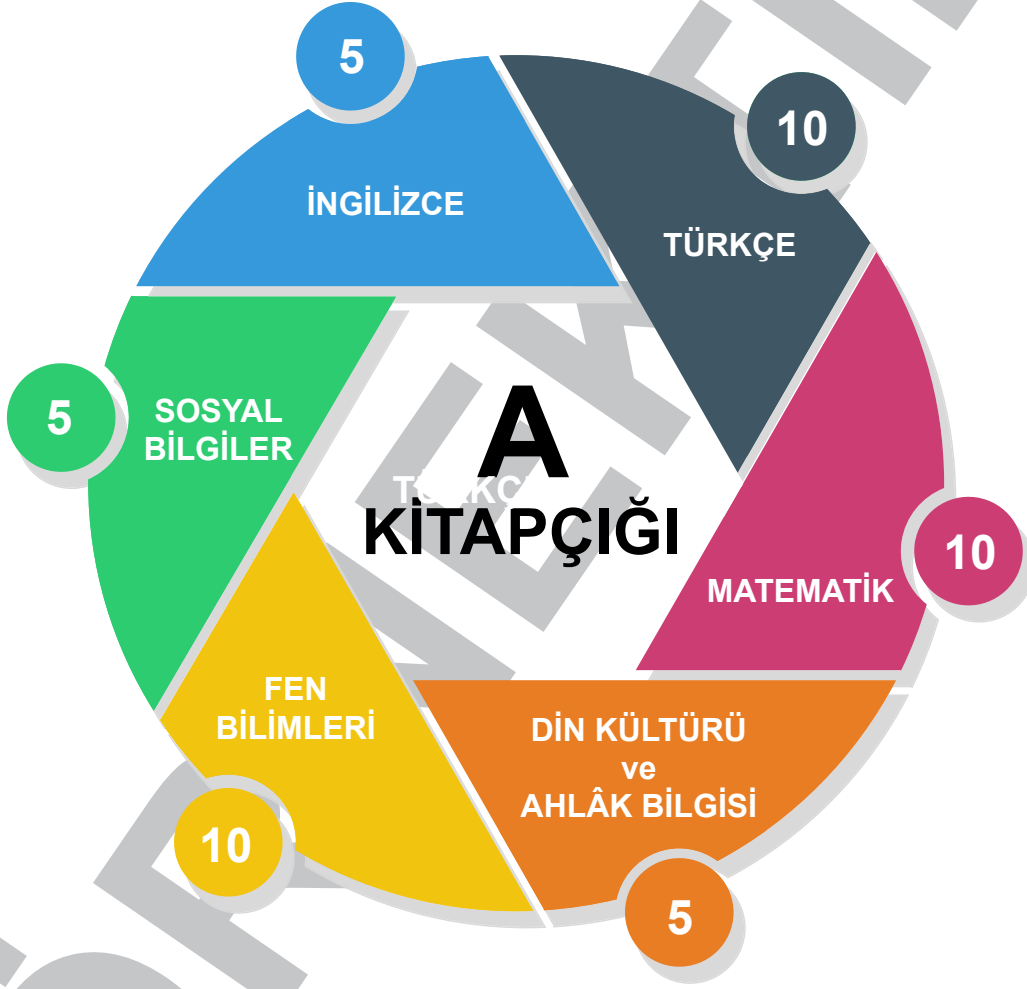 5
İNGİLİZCE
10
TÜRKÇE
5
SOSYAL
BİLGİLER
A
KİTAPÇIĞI
10
MATEMATİK
FEN
BİLİMLERİ
10
DİN KÜLTÜRÜ
ve
AHLÂK BİLGİSİ
5